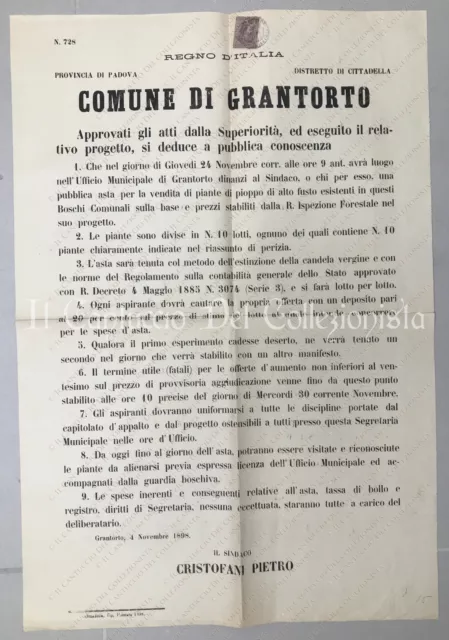 N. 728
REGNO D'ITALIA
PROVINCIA DI PADOVA
DISTRETTO DI CITTADELLA
COMUNE DI GRANTORTO
Approvati gli atti dalla Superiorità, ed eseguito il rela-
tivo progetto, si deduce a pubblica conoscenza
1. Che nel giorno di Giovedì 24 Novembre corr. alle ore 9 ant. avrà luogo
nell'Ufficio Municipale di Grantorto dinanzi al Sindaco, o chi per esso, una
pubblica asta per la vendita di piante di pioppo di alto fusto esistenti in questi
Boschi Comunali sulla base e prezzi stabiliti dalla R. Ispezione Forestale nel
suo progetto.
2. Le piante sono divise in N. 10 lotti, ognuno dei quali contiene N. 10
piante chiaramente indicate nel riassunto di perizia.
3. L'asta sarà tenuta col metodo dell'estinzione della candela vergine e con
le norme del Regolamento sulla contabilità generale dello Stato approvato
con R. Decreto 4 Maggio 1885 N. 3074 (Serie 3), e si farà lotto per lotto.
4. Ogni aspirante dovrà cautare la propria offerta con un deposito pari
al 20 per cento sul prezzo di stima del lotto
per le spese d'asta.
5. Qualora il primo esperimento cadesse deserto, ne verrà tenuto un
secondo nel giorno che verrà stabilito con altro manifesto.
6. Il termine utile (fatali) per le offerte d'aumento non inferiori al ven-
tesimo sul prezzo di provvisoria aggiudicazione venne fino da questo punto
stabilito alle ore 10 precise del giorno di Mercordì 30 corrente Novembre.
7. Gli aspiranti dovranno uniformarsi a tutte le discipline portate dal
capitolato d'appalto e dal progetto ostensibili a tutti presso questa Segretaria
Municipale nelle ore d'Ufficio.
8. Da oggi fino al giorno dell'asta, potranno essere visitate e riconosciute
le piante da alienarsi previa espressa licenza dell'Ufficio Municipale ed ac-
compagnati dalla guardia boschiva.
9. Le spese inerenti e conseguenti relative all'asta, tassa di bollo e
registro, diritti di Segretaria, nessuna eccettuata, staranno tutte a carico del
deliberatario.
Grantorto, 4 Novembre 1898.
IL SINDACO
CRISTOFANI PIETRO
Del Collezionista